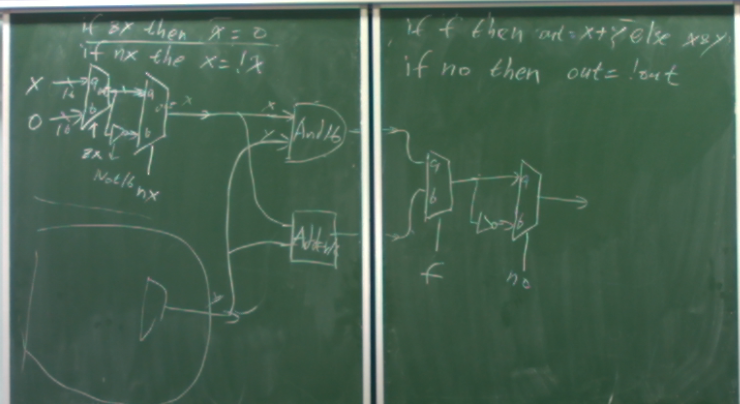 if zx then x = 0
if nx the x = !x
X 16 a a
0 16 b b
zx
Not16
nx
x
x
y
And16
Add16
y
if f then out = x+y else x&y
if no then out = !out
a
b
f
a
b
no